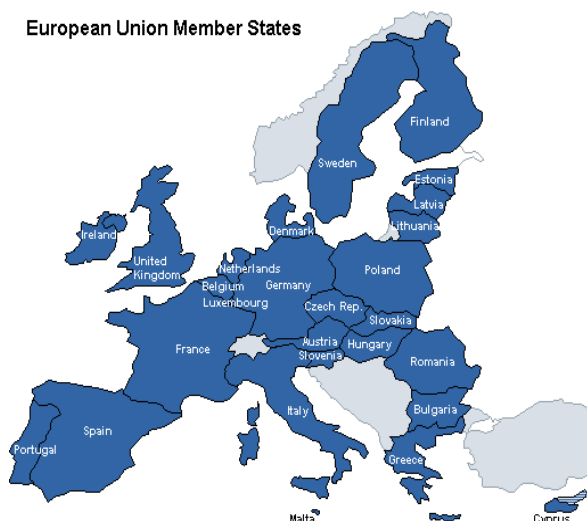 European Union Member States
Finland
Sweden
Estonia
Latvia
Lithuania
Denmark
Ireland
United
Kingdom
Netherlands
Belgium
Germany
Luxembourg
Poland
Czech Rep.
Slovakia
Austria
Hungary
Slovenia
France
Romania
Italy
Bulgaria
Spain
Portugal
Greece
Malta
Cyprus